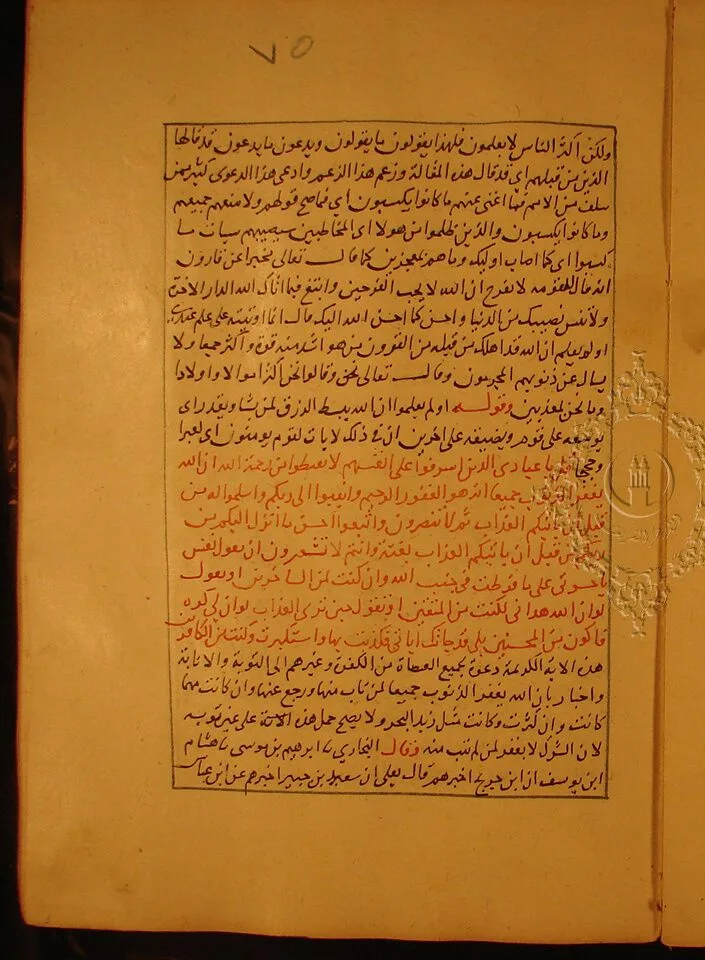 ٧٥
ولكن أكثر الناس لا يعلمون فلهذا يقولون ما يقولون ويدعون ما يدعون قد قالها
الذين من قبلهم اي قد قال هذه المقالة وزعم هذا الزعم وادعى هذا الدعوى كثير ممن
سلف من الامم فما اغنى عنهم ما كانوا يكسبون اي فما صح قولهم ولا منعهم جمعهم
وما كانوا يكسبون والذين ظلموا من هولاء اي المخاطبين سيصيبهم سيات ما
كسبوا اي كما اصاب اوليك وما هم بمعجزين كما قال تعالى مخبرا عن قارون
انه قال له قومه لا تفرح ان الله لا يحب الفرحين وابتغ فيما اتاك الله الدار الاخرة
ولا تنس نصيبك من الدنيا واحسن كما احسن الله اليك قال انما اوتيته على علم عندي
اولم يعلم ان الله قد اهلك من قبله من القرون من هو اشد منه قوة واكثر جمعا ولا
يسال عن ذنوبهم المجرمون وقال تعالى نحن وقالوا نحن اكثر اموالا واولادا
وما نحن بمعذبين وقوله اولم يعلموا ان الله يبسط الرزق لمن يشا ويقدر اي
يوسعه على قوم ويضيقه على اخرين ان في ذلك لايات لقوم يومنون اي لعبرا
وحججا قل يا عبادي الذين اسرفوا على انفسهم لا تقنطوا من رحمة الله ان الله
يغفر الذنوب جميعا انه هو الغفور الرحيم وانيبوا الى ربكم واسلموا له من
قبل ان ياتيكم العذاب ثم لا تنصرون واتبعوا احسن ما انزل اليكم من
ربكم من قبل أن ياتيكم العذاب بغتة وانتم لا تشعرون ان تقول نفس
يا حسرتى على ما فرطت في جنب الله وان كنت لمن الساخرين او تقول
لو ان الله هداني لكنت من المتقين او تقول حين ترى العذاب لو ان لي كرة
فاكون من المحسنين بلى قد جاتك اياتي فكذبت بها واستكبرت وكنت من الكافرين
هذه الاية الكريمة دعوة لجميع العصاة من الكفرة وغيرهم الى التوبة والانابة
واخبار بان الله يغفر الذنوب جميعا لمن تاب منها ورجع عنها وان كانت مهما
كانت وان كثرت وكانت مثل زبد البحر ولا يصح حمل هذه الاية على غير توبة
لان الشرك لا يغفر لمن لم يتب منه وقال البخاري ثنا ابرهيم بن موسى ثنا هشام
ابن يوسف ان ابن جريج اخبرهم قال يعلى ان سعيد بن جبير اخبرهم عن ابن عباس